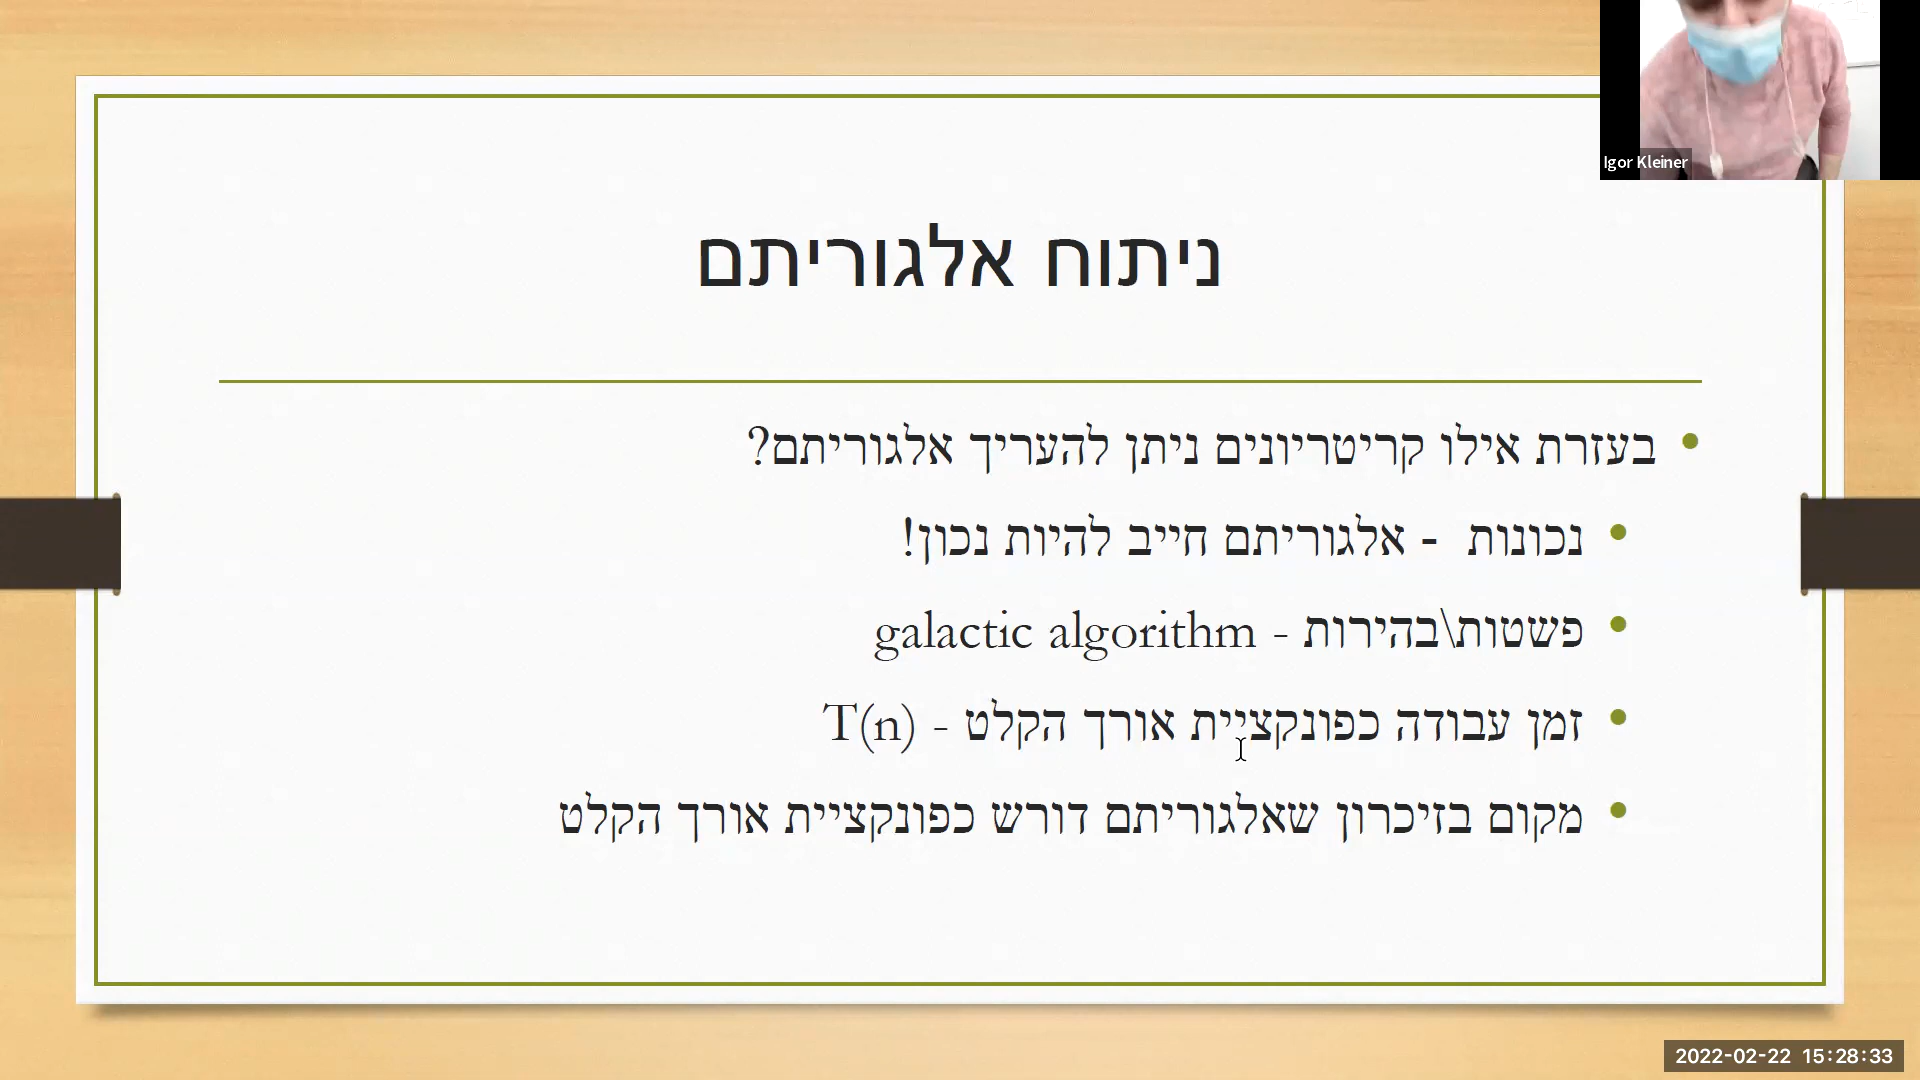 Igor Kleiner
ניתוח אלגוריתם
בעזרת אילו קריטריונים ניתן להעריך אלגוריתם?
נכונות - אלגוריתם חייב להיות נכון!
פשטות\בהירות - galactic algorithm
זמן עבודה כפונקציית אורך הקלט - T(n)
מקום בזיכרון שאלגוריתם דורש כפונקציית אורך הקלט
2022-02-22 15:28:33